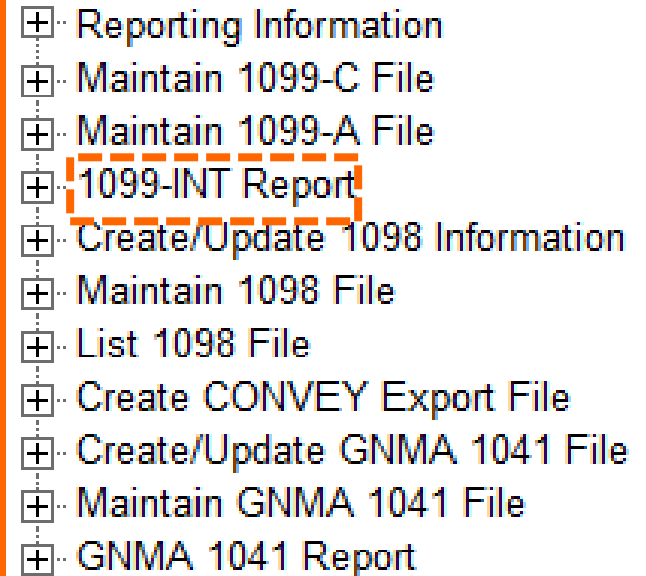 Reporting Information
Maintain 1099-C File
Maintain 1099-A File
1099-INT Report
Create/Update 1098 Information
Maintain 1098 File
List 1098 File
Create CONVEY Export File
Create/Update GNMA 1041 File
Maintain GNMA 1041 File
GNMA 1041 Report